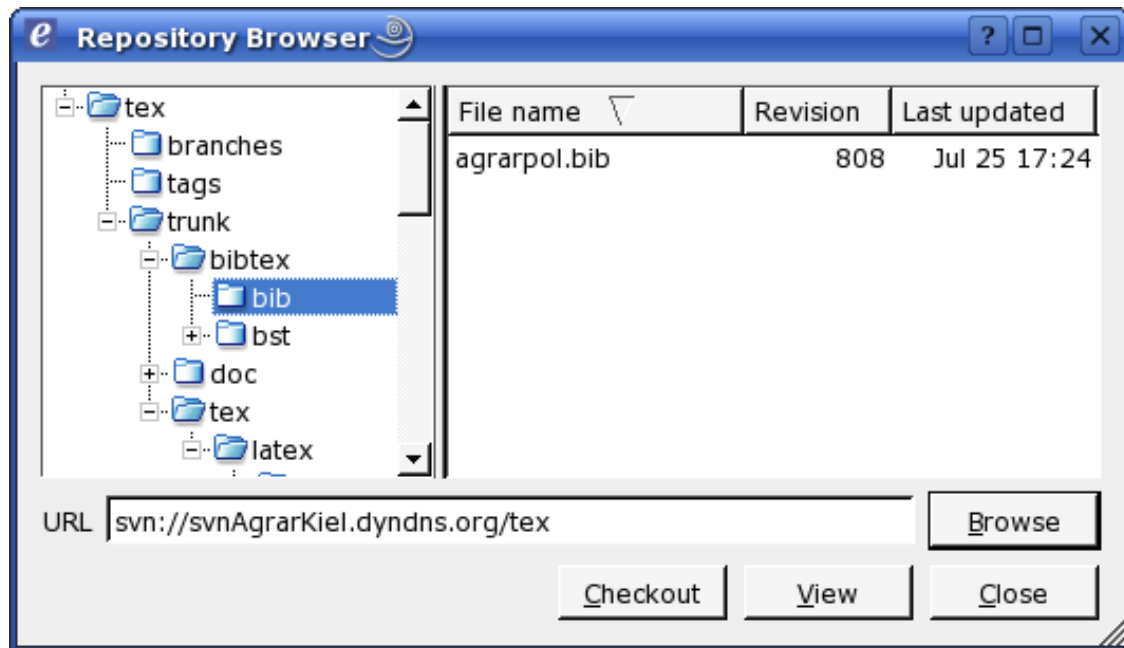 e Repository Browser
tex
branches
tags
trunk
bibtex
bib
bst
doc
tex
latex
File name Revision Last updated
agrarpol.bib 808 Jul 25 17:24
URL svn://svnAgrarKiel.dyndns.org/tex Browse
Checkout View Close